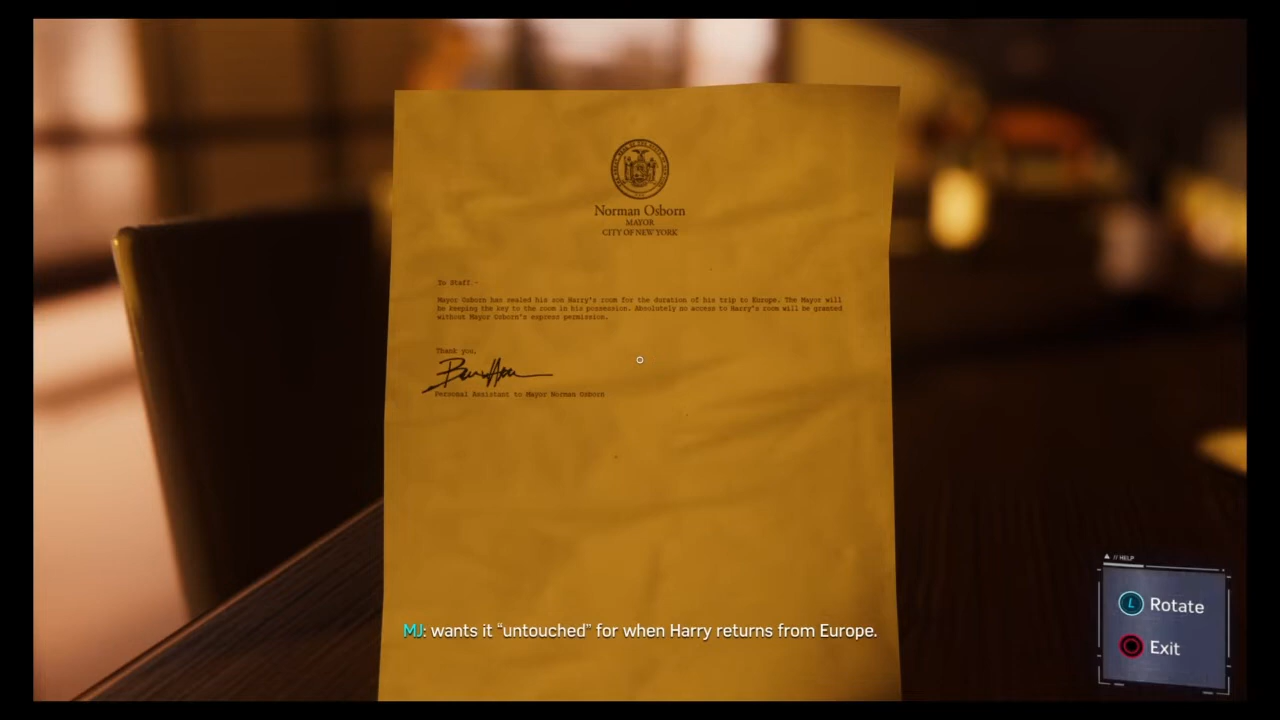 Norman Osborn
MAYOR
CITY OF NEW YORK
To Staff -
Mayor Osborn has sealed his son Harry's room for the duration of his trip to Europe. The Mayor will
be keeping the key to the room in his possession. Absolutely no access to Harry's room will be granted
without Mayor Osborn's express permission.
Thank you,
Personal Assistant to Mayor Norman Osborn
MJ: wants it “untouched” for when Harry returns from Europe.
// HELP
L Rotate
Exit